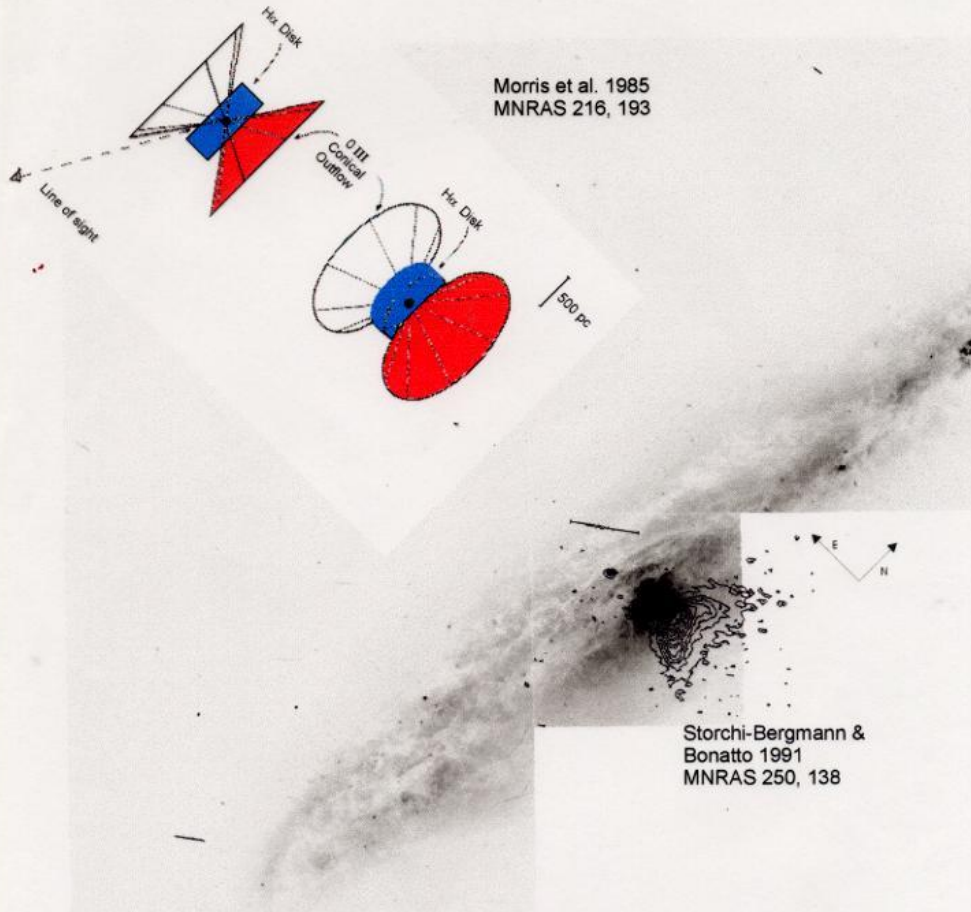 Hα Disk
Morris et al. 1985
MNRAS 216, 193
O III
Conical
Outflow
Line of sight
Hα Disk
500 pc
E
N
Storchi-Bergmann &
Bonatto 1991
MNRAS 250, 138